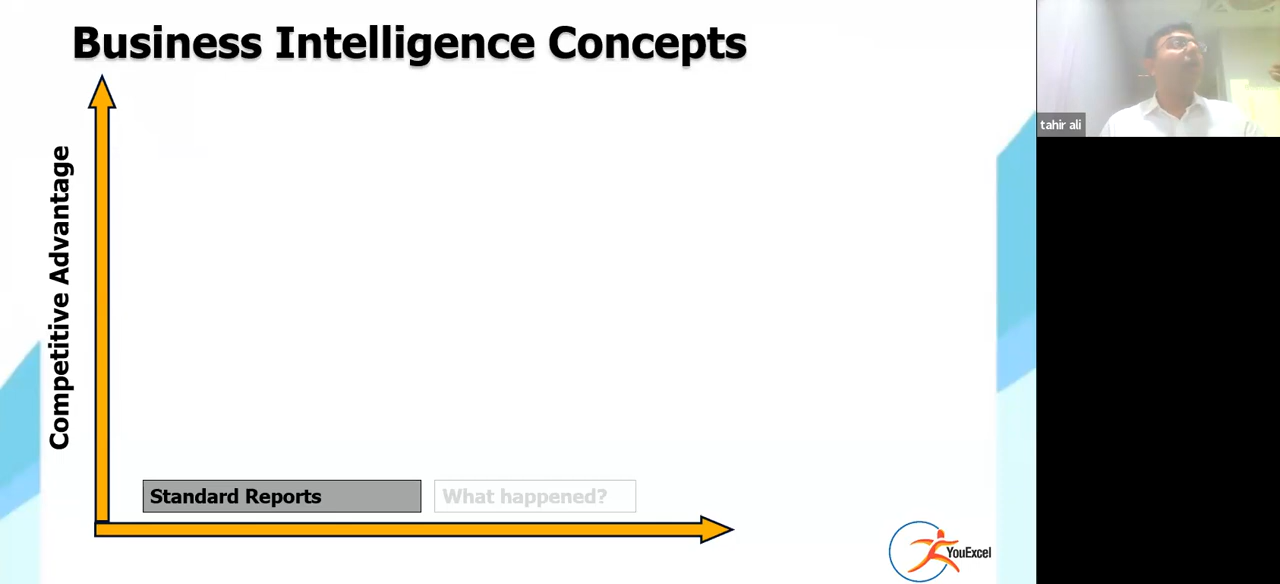 Business Intelligence Concepts
tahir ali
Competitive Advantage
Standard Reports
What happened?
YouExcel